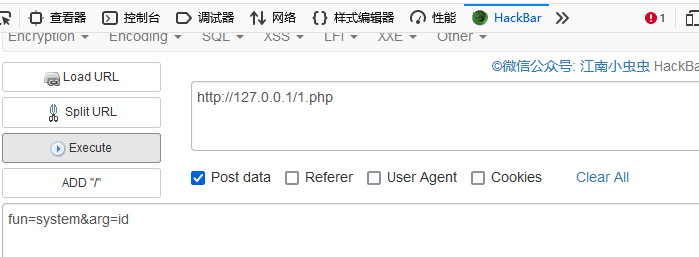 查看器 控制台 调试器 网络 样式编辑器 性能 HackBar 1
Encryption Encoding SQL XSS LFI XXE Other
©微信公众号: 江南小虫虫 HackBar
Load URL
http://127.0.0.1/1.php
Split URL
Execute
Post data Referer User Agent Cookies Clear All
ADD "/"
fun=system&arg=id